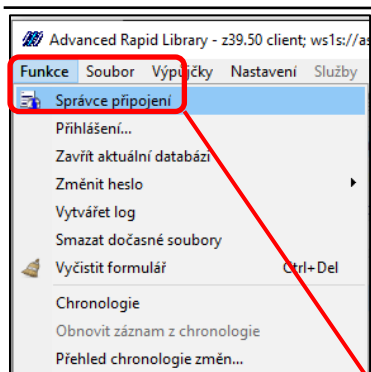 Advanced Rapid Library - z39.50 client; ws1s://as
Funkce Soubor Výpůjčky Nastavení Služby
Správce připojení
Přihlášení...
Zavřít aktuální databázi
Změnit heslo
Vytvářet log
Smazat dočasné soubory
Vyčistit formulář Ctrl+Del
Chronologie
Obnovit záznam z chronologie
Přehled chronologie změn...